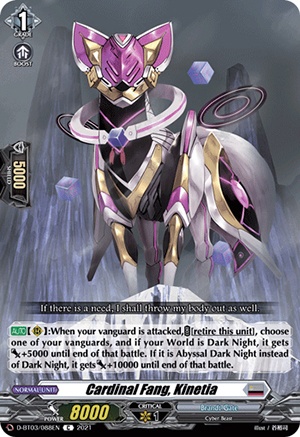 1
GRADE
BOOST
5000
SHIELD
If there is a need, I shall throw my body out as well.
AUTO【】:When your vanguard is attacked, [retire this unit], choose
one of your vanguards, and if your World is Dark Night, it gets
+5000 until end of that battle. If it is Abyssal Dark Night instead
of Dark Night, it gets +10000 until end of that battle.
NORMAL UNIT
Cardinal Fang, Kinetia
POWER 8000
CRITICAL
1
Brandt Gate
Cyber Beast
D-BT03/088EN C 2021
Illust /